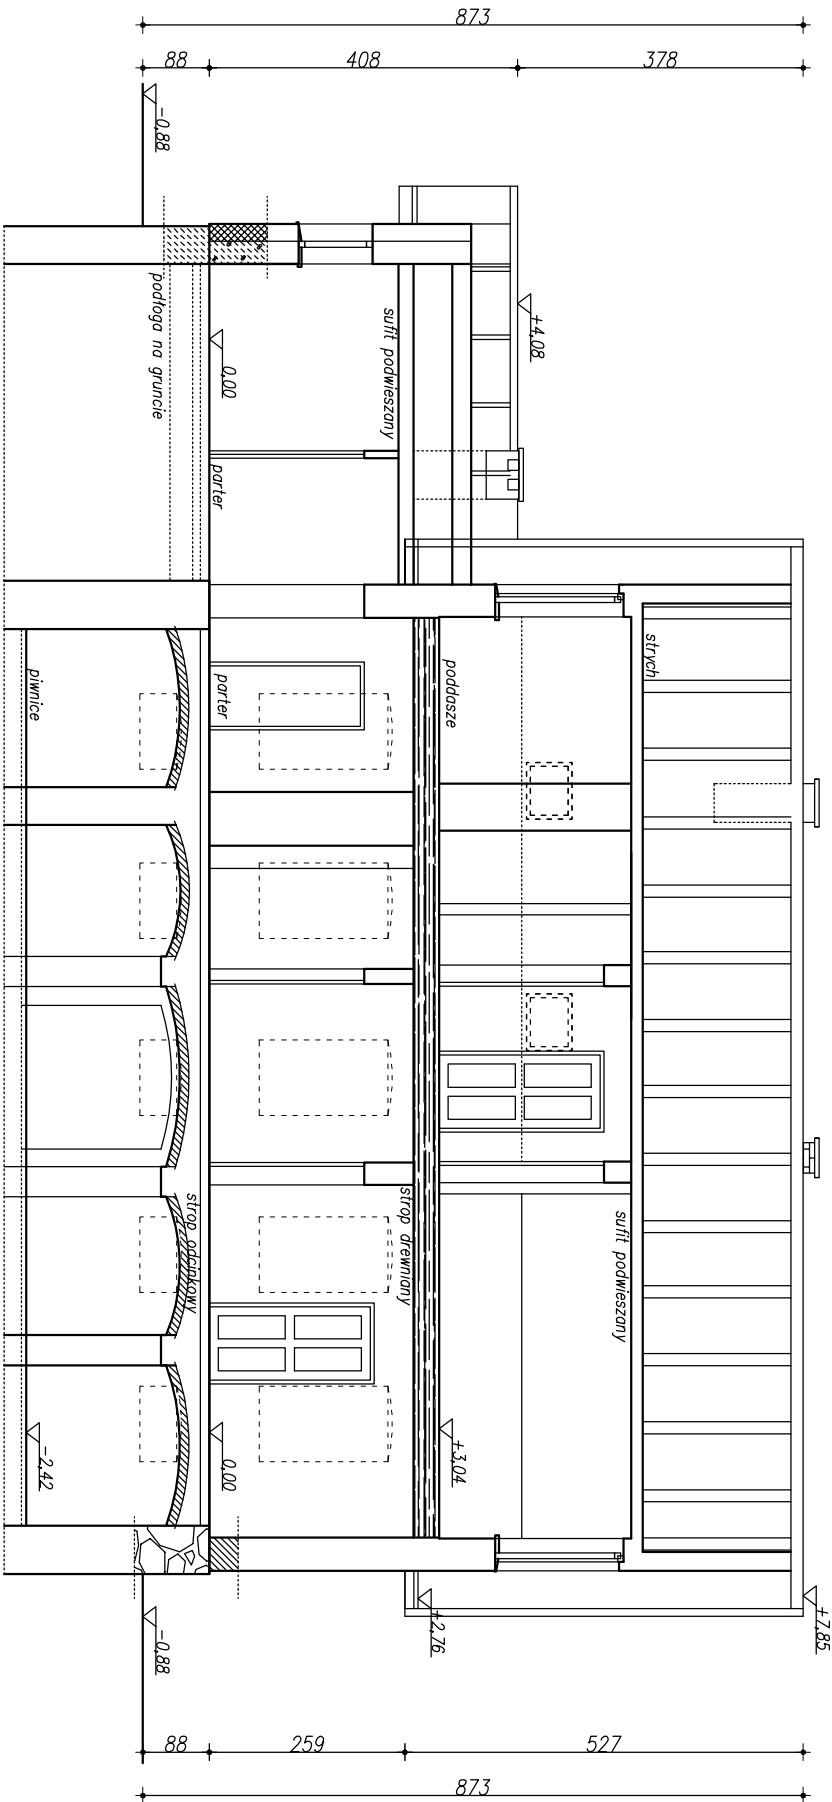 873
88
408
378
-0,88
+4,08
podłoga na gruncie
0,00
sufit podwieszany
parter
piwnice
parter
poddasze
strych
strop odcinkowy
strop drewniany
sufit podwieszany
-2,42
0,00
+3,04
-0,88
+2,76
+7,85
88
259
527
873